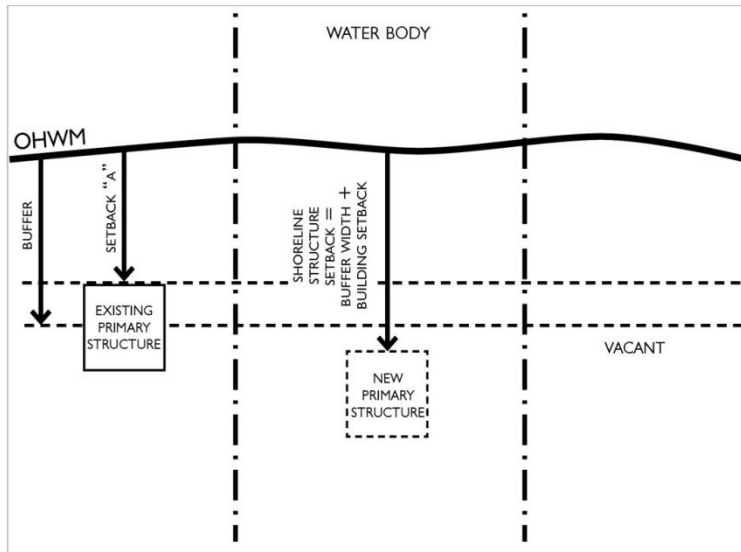 WATER BODY
OHWM
BUFFER
SETBACK "A"
SHORELINE
STRUCTURE
SETBACK =
BUFFER WIDTH +
BUILDING SETBACK
EXISTING
PRIMARY
STRUCTURE
NEW
PRIMARY
STRUCTURE
VACANT